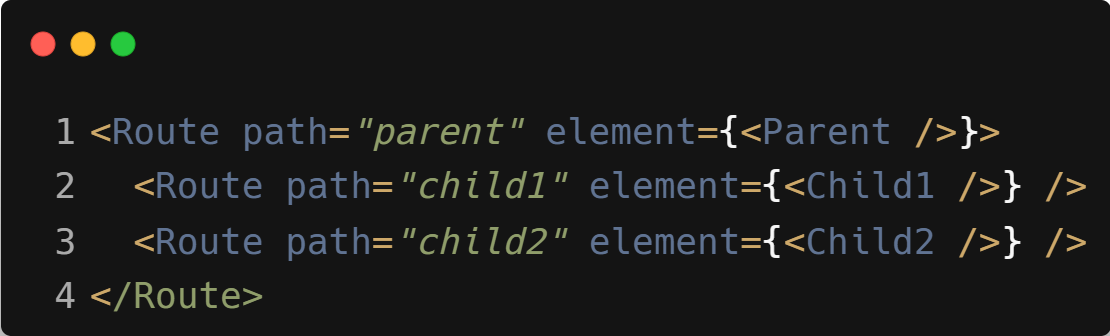 1 <Route path="parent" element={<Parent />}>
2   <Route path="child1" element={<Child1 />} />
3   <Route path="child2" element={<Child2 />} />
4 </Route>